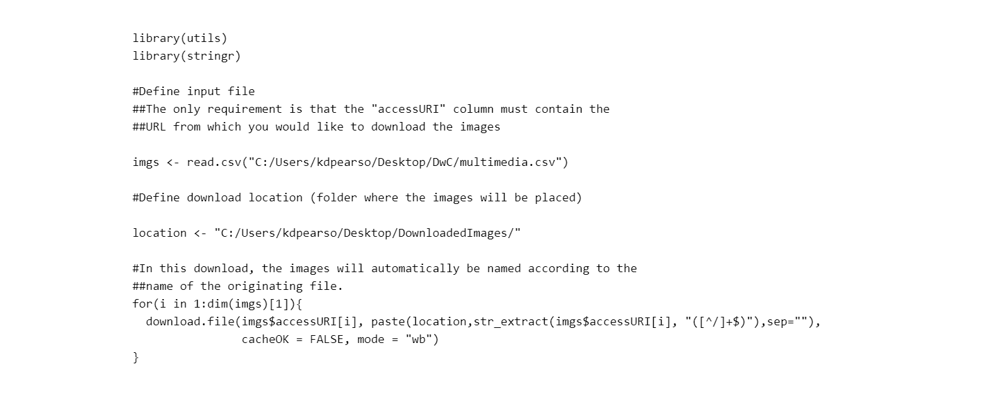 library(utils)
library(stringr)
#Define input file
##The only requirement is that the "accessURI" column must contain the
##URL from which you would like to download the images
imgs <- read.csv("C:/Users/kdpearso/Desktop/DwC/multimedia.csv")
#Define download location (folder where the images will be placed)
location <- "C:/Users/kdpearso/Desktop/DownloadedImages/"
#In this download, the images will automatically be named according to the
##name of the originating file.
for(i in 1:dim(imgs)[1]){
  download.file(imgs$accessURI[i], paste(location,str_extract(imgs$accessURI[i], "([^/]+$)"),sep=""),
                cacheOK = FALSE, mode = "wb")
}